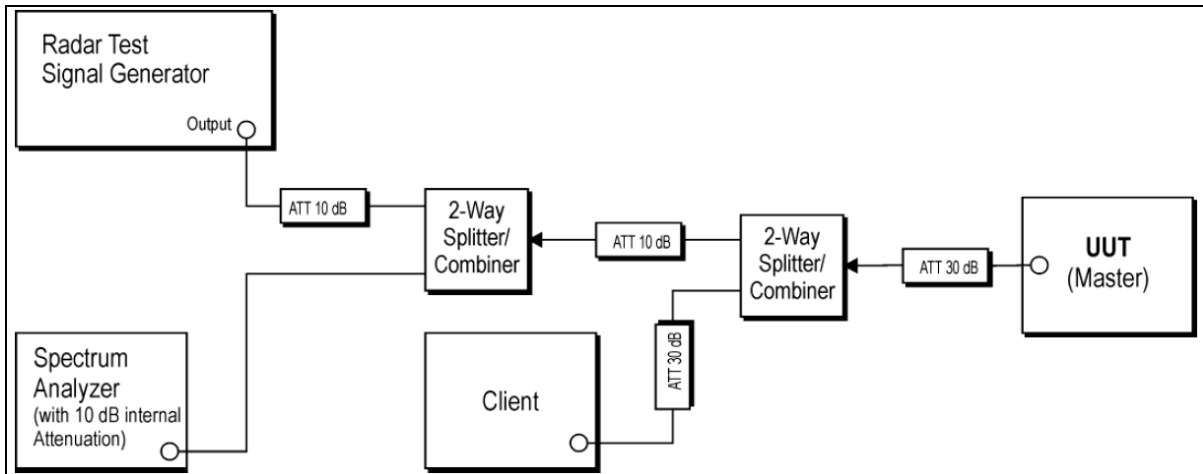 Radar Test
Signal Generator
Output
ATT 10 dB
2-Way
Splitter/
Combiner
ATT 10 dB
2-Way
Splitter/
Combiner
ATT 30 dB
UUT
(Master)
ATT 30 dB
Spectrum
Analyzer
(with 10 dB internal
Attenuation)
Client